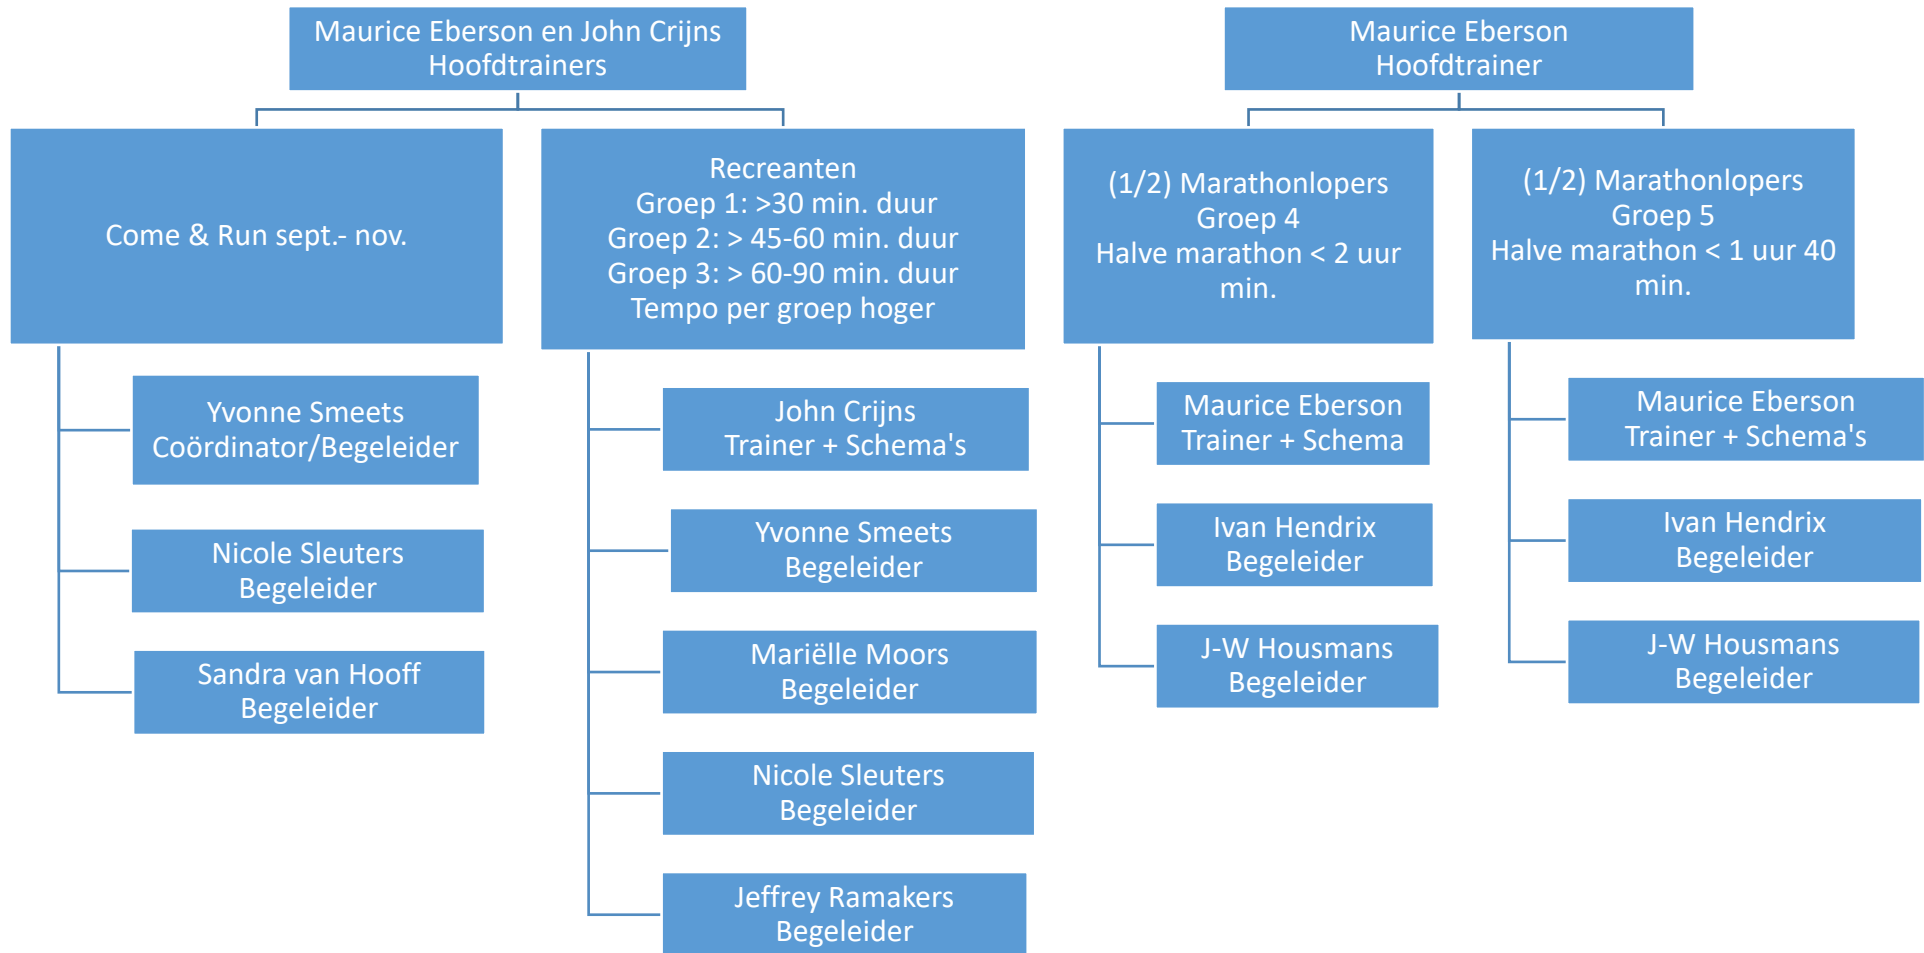 Maurice Eberson en John Crijns
Hoofdtrainers
Come & Run sept.- nov.
Yvonne Smeets
Coördinator/Begeleider
Nicole Sleuters
Begeleider
Sandra van Hooff
Begeleider
Recreanten
Groep 1: >30 min. duur
Groep 2: > 45-60 min. duur
Groep 3: > 60-90 min. duur
Tempo per groep hoger
John Crijns
Trainer + Schema's
Yvonne Smeets
Begeleider
Mariëlle Moors
Begeleider
Nicole Sleuters
Begeleider
Jeffrey Ramakers
Begeleider
Maurice Eberson
Hoofdtrainer
(1/2) Marathonlopers
Groep 4
Halve marathon < 2 uur
min.
Maurice Eberson
Trainer + Schema
Ivan Hendrix
Begeleider
J-W Housmans
Begeleider
(1/2) Marathonlopers
Groep 5
Halve marathon < 1 uur 40
min.
Maurice Eberson
Trainer + Schema's
Ivan Hendrix
Begeleider
J-W Housmans
Begeleider